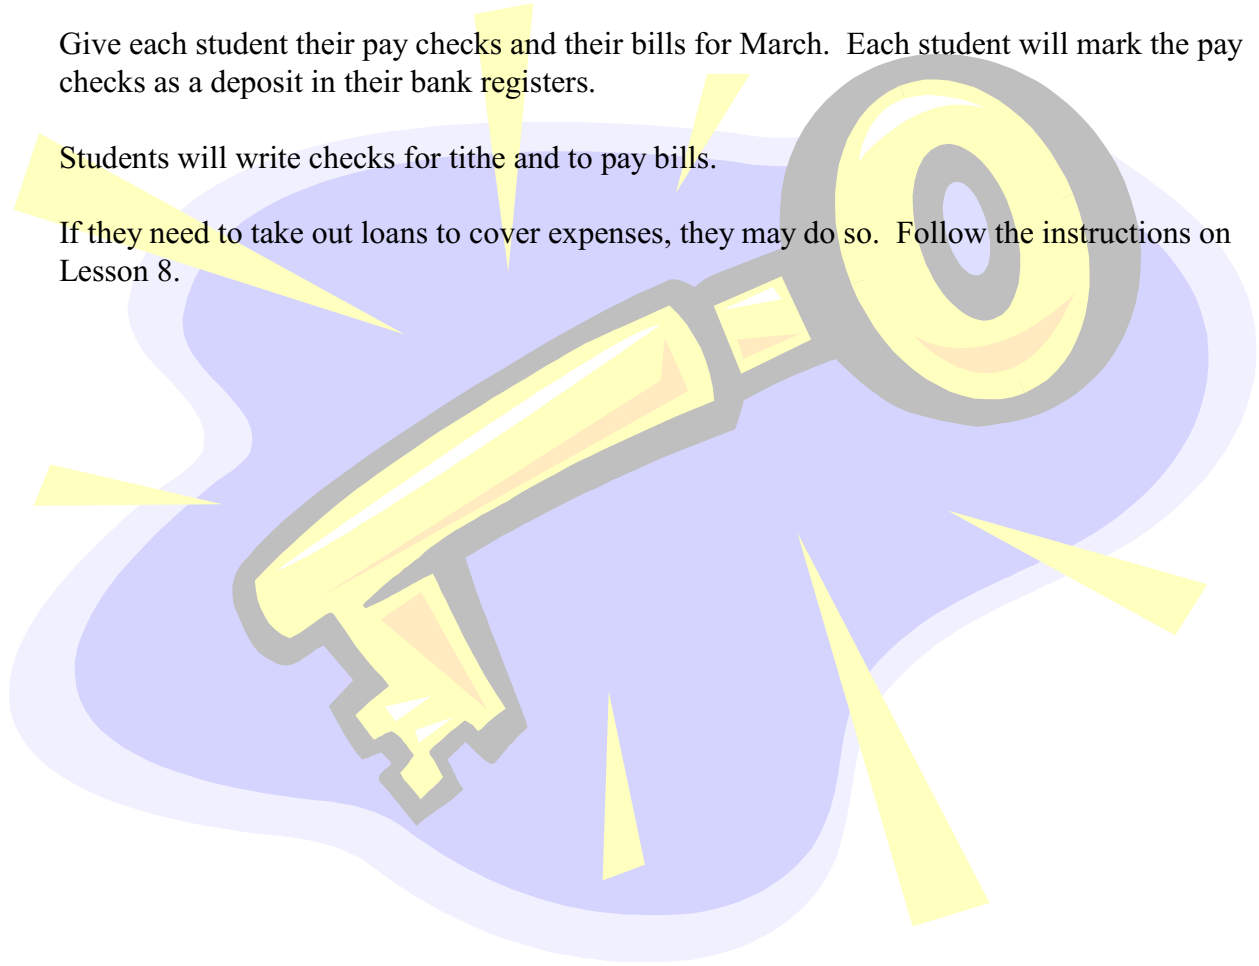 Give each student their pay checks and their bills for March.  Each student will mark the pay
checks as a deposit in their bank registers.
Students will write checks for tithe and to pay bills.
If they need to take out loans to cover expenses, they may do so.  Follow the instructions on
Lesson 8.